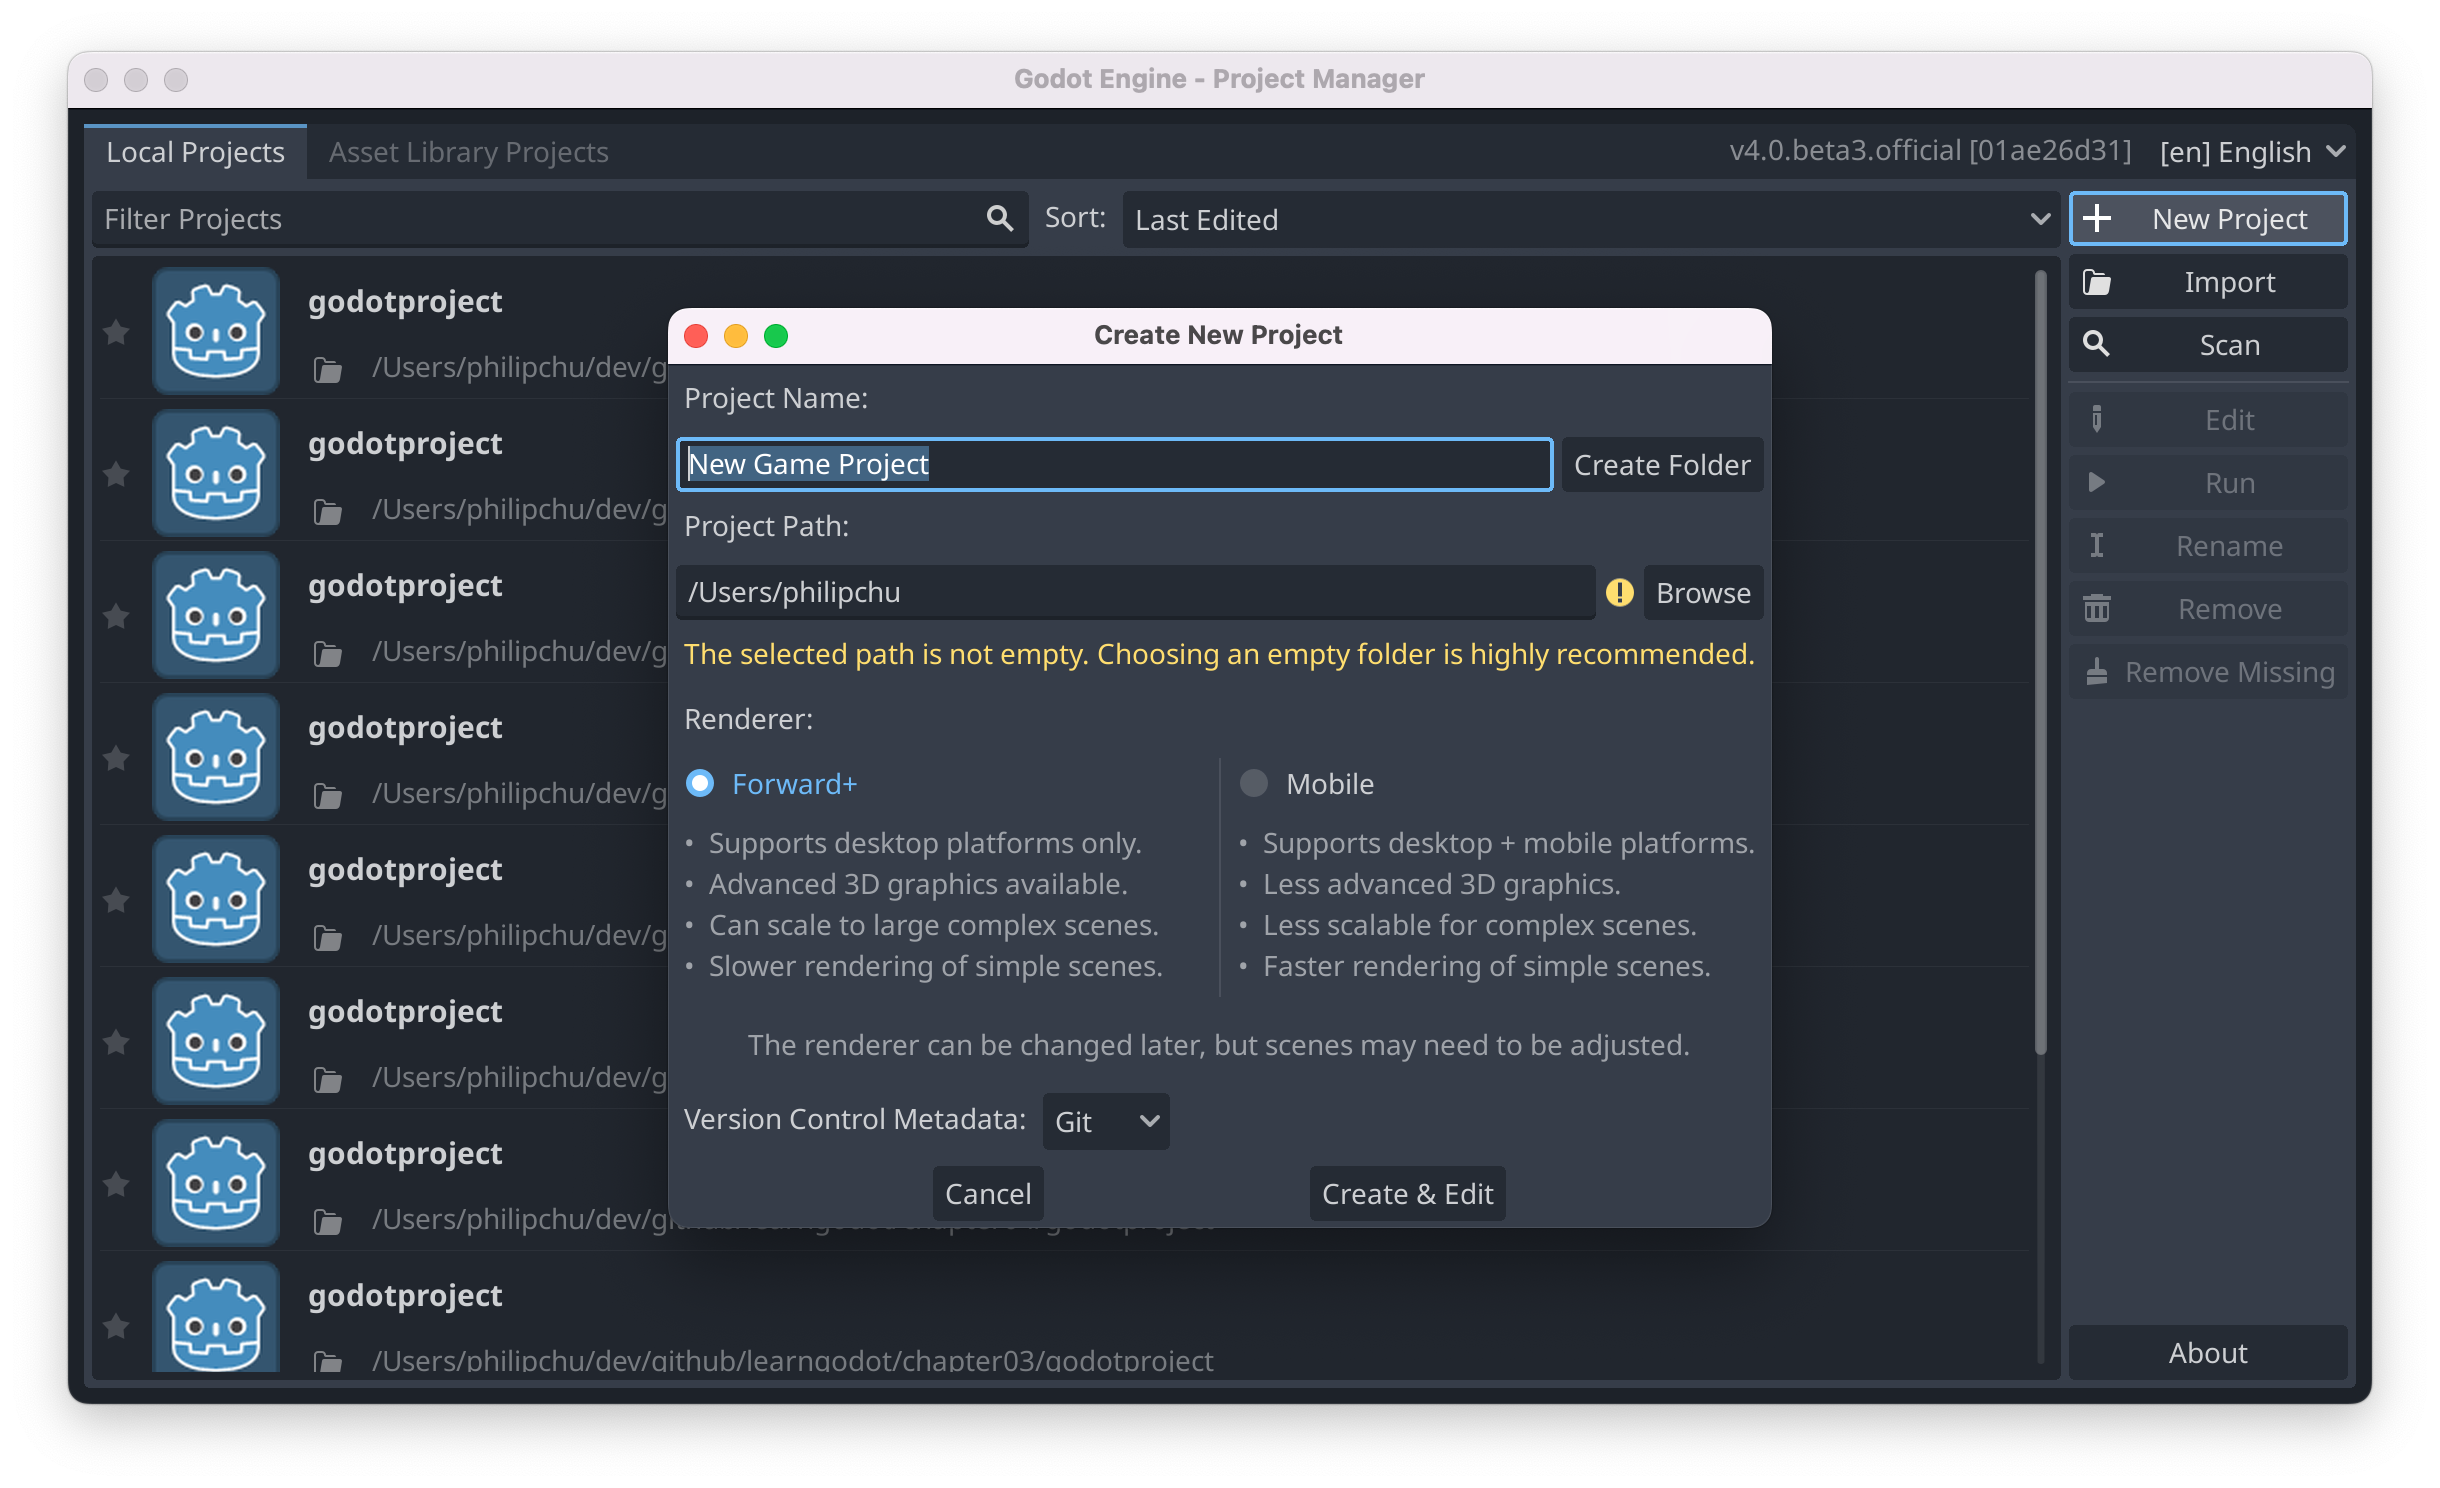 Godot Engine - Project Manager
Local Projects
Asset Library Projects
v4.0.beta3.official [01ae26d31]
[en] English
Filter Projects
Sort:
Last Edited
New Project
Import
Scan
Edit
Run
Rename
Remove
Remove Missing
About
godotproject
/Users/philipchu/dev/g
godotproject
/Users/philipchu/dev/g
godotproject
/Users/philipchu/dev/g
godotproject
/Users/philipchu/dev/g
godotproject
/Users/philipchu/dev/g
godotproject
/Users/philipchu/dev/g
godotproject
/Users/philipchu/dev/g
godotproject
/Users/philipchu/dev/github/learngodot/chapter03/godotproject
Create New Project
Project Name:
New Game Project
Create Folder
Project Path:
/Users/philipchu
Browse
The selected path is not empty. Choosing an empty folder is highly recommended.
Renderer:
Forward+
• Supports desktop platforms only.
• Advanced 3D graphics available.
• Can scale to large complex scenes.
• Slower rendering of simple scenes.
Mobile
• Supports desktop + mobile platforms.
• Less advanced 3D graphics.
• Less scalable for complex scenes.
• Faster rendering of simple scenes.
The renderer can be changed later, but scenes may need to be adjusted.
Version Control Metadata:
Git
Cancel
Create & Edit